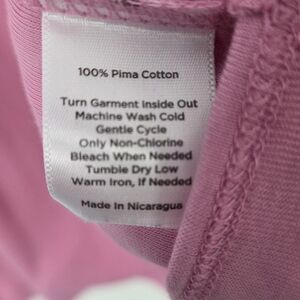 100% Pima Cotton
Turn Garment Inside Out
Machine Wash Cold
Gentle Cycle
Only Non-Chlorine
Bleach When Needed
Tumble Dry Low
Warm Iron, If Needed
Made In Nicaragua